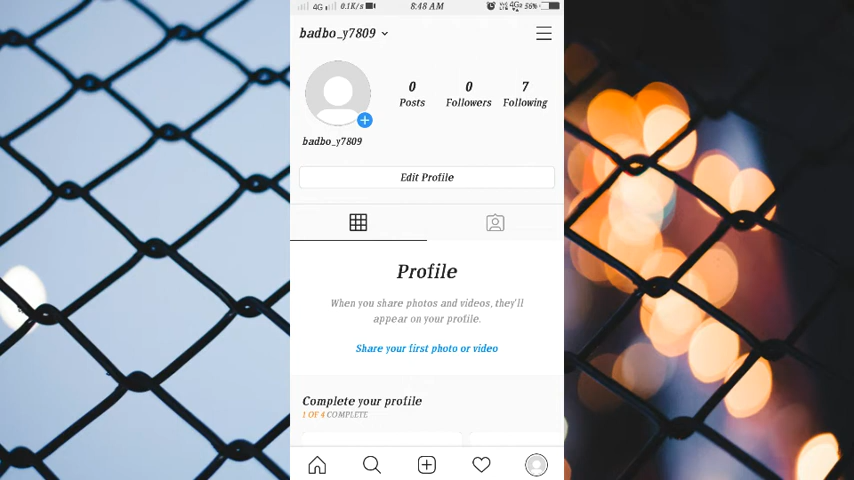 4G 0.1K/s 8:48 AM 4G 56%
badbo_y7809
0 0 7
Posts Followers Following
badbo_y7809
Edit Profile
Profile
When you share photos and videos, they'll
appear on your profile.
Share your first photo or video
Complete your profile
1 OF 4 COMPLETE